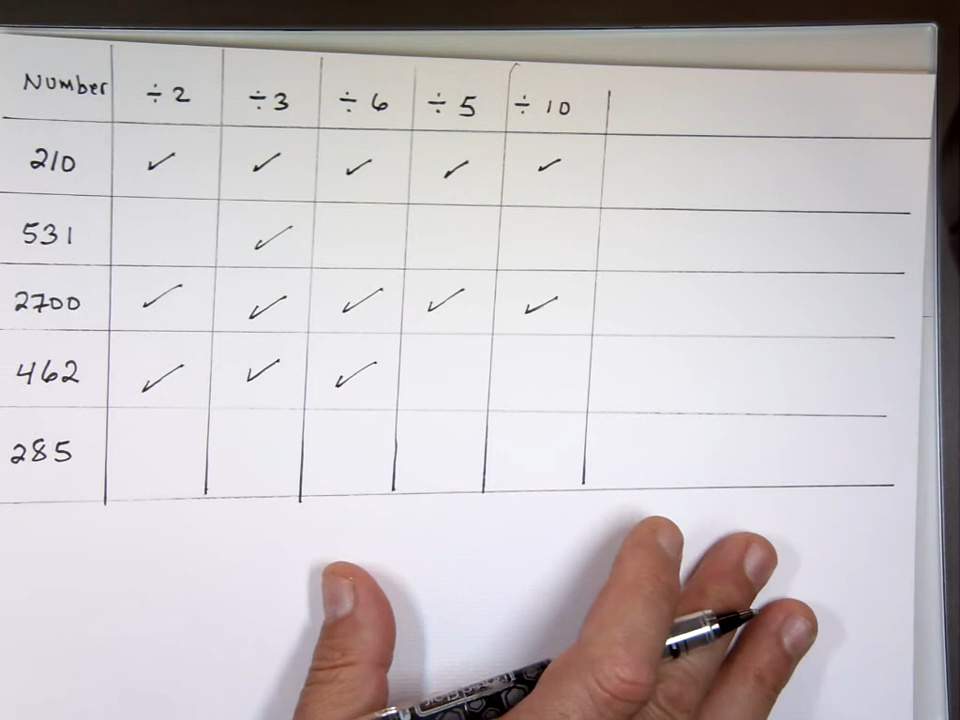 Number ÷2 ÷3 ÷6 ÷5 ÷10
210 ✓ ✓ ✓ ✓ ✓
531 ✓
2700 ✓ ✓ ✓ ✓ ✓
462 ✓ ✓ ✓
285